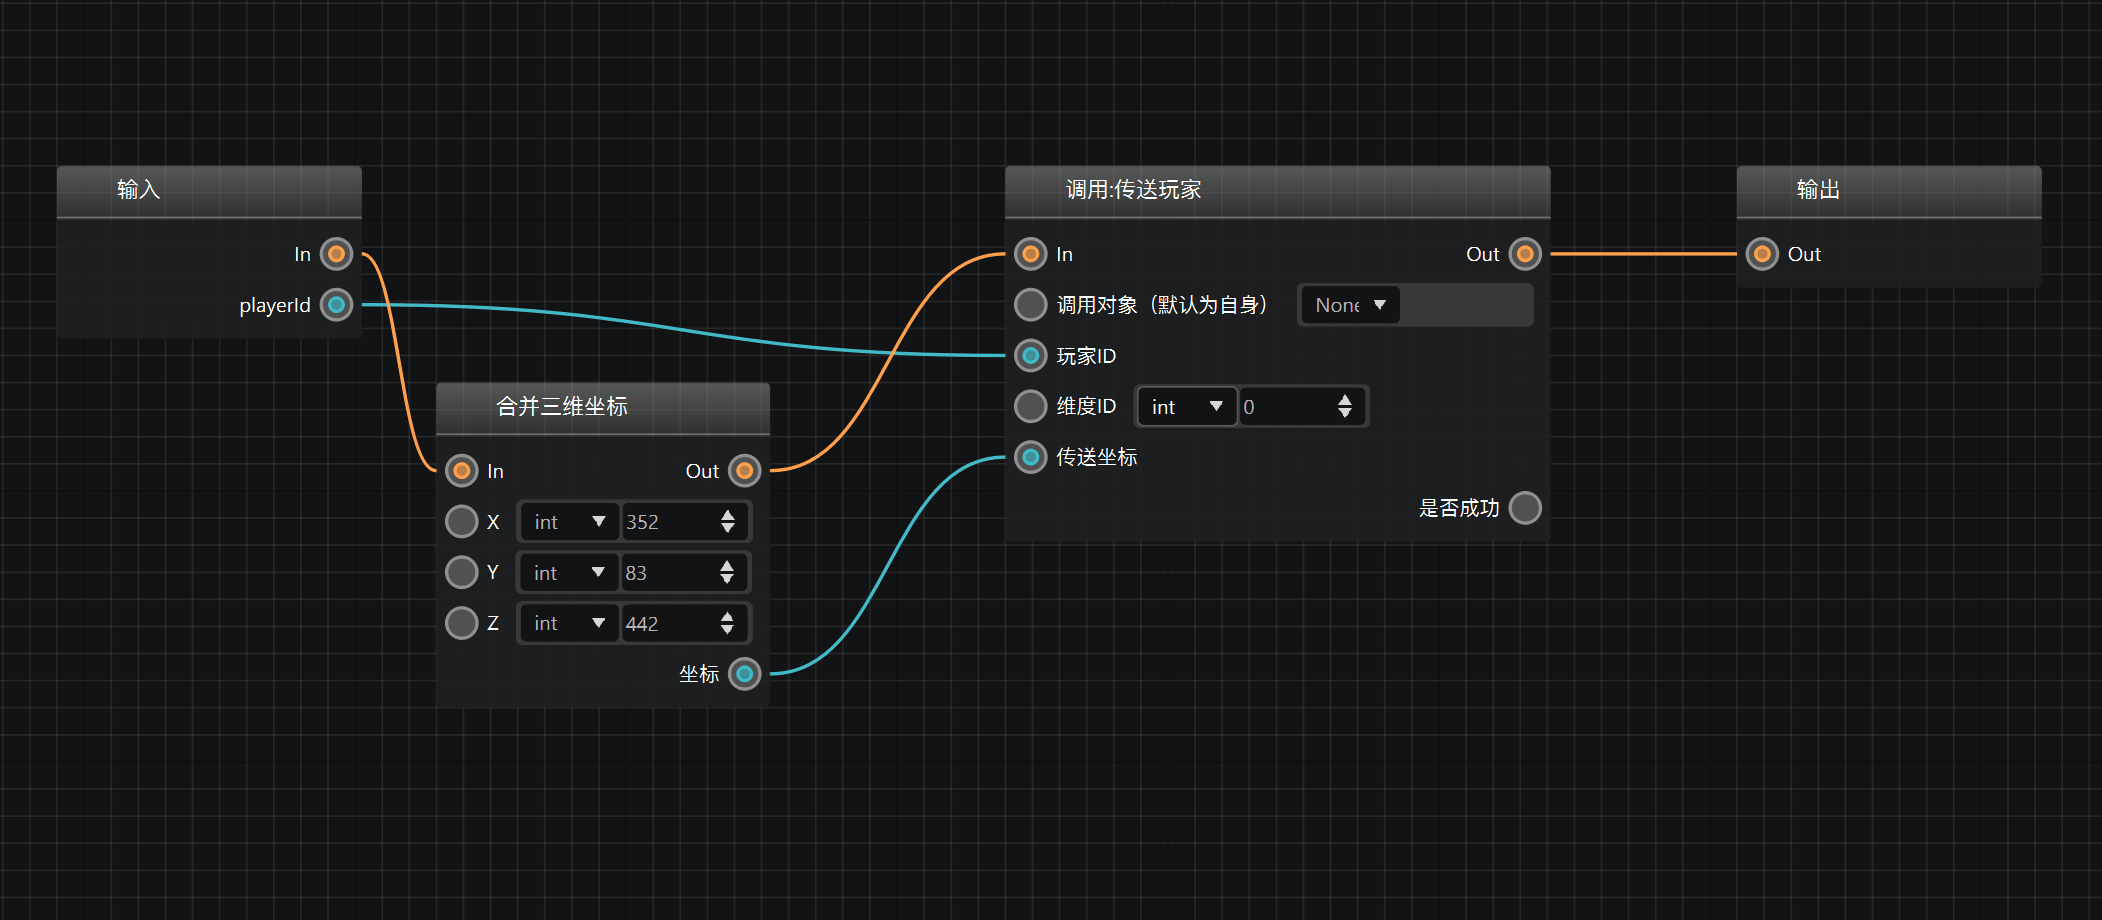 输入
In
playerId
合并三维坐标
In
Out
X
int
352
Y
int
83
Z
int
442
坐标
调用:传送玩家
In
Out
调用对象（默认为自身）
None
玩家ID
维度ID
int
0
传送坐标
是否成功
输出
Out